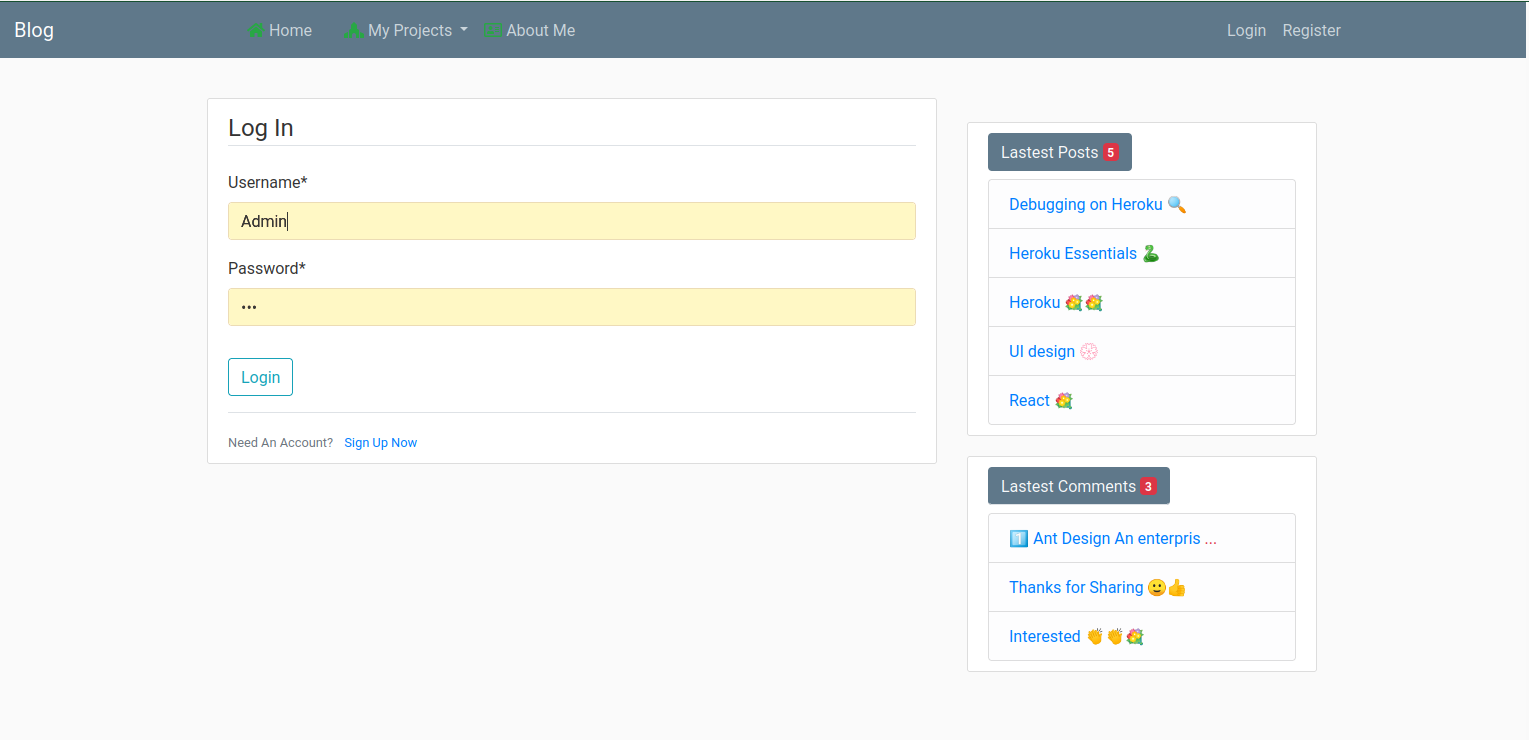 Blog Home My Projects About Me Login Register
Log In
Username*
Admin
Password*
•••
Login
Need An Account? Sign Up Now
Lastest Posts 5
Debugging on Heroku 🔍
Heroku Essentials 🐍
Heroku 💐💐
UI design 💮
React 💐
Lastest Comments 3
1️⃣ Ant Design An enterpris ...
Thanks for Sharing 🙂👍
Interested 👏👏💐